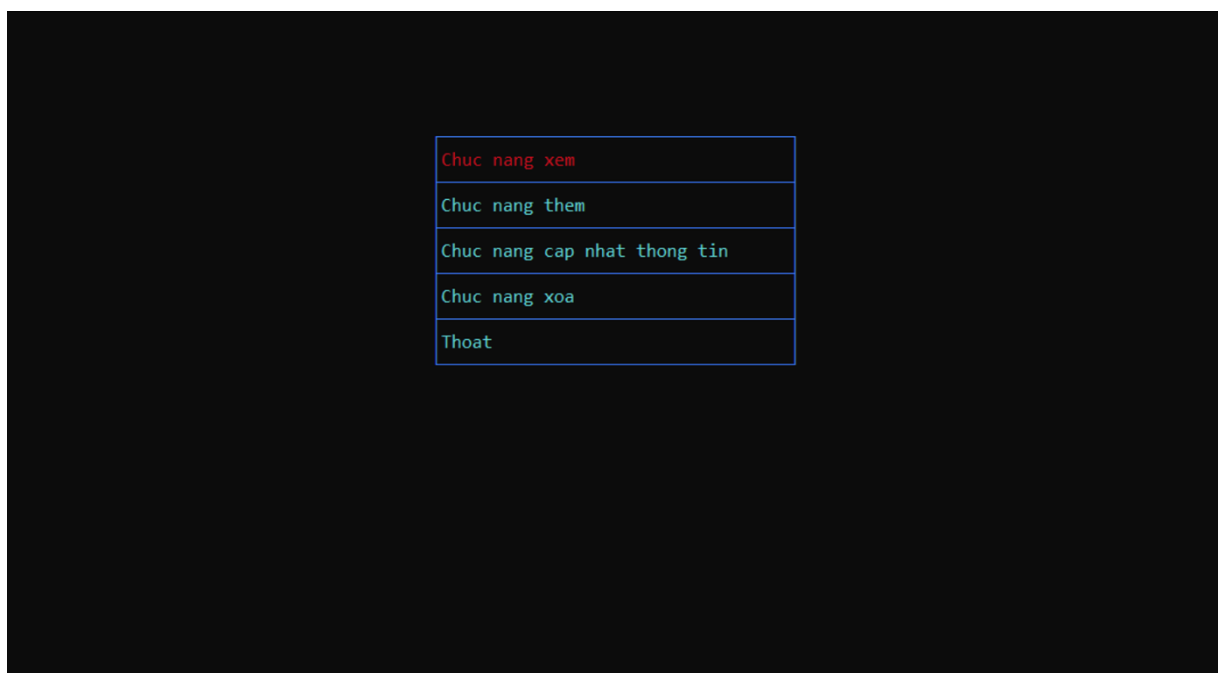 Chuc nang xem
Chuc nang them
Chuc nang cap nhat thong tin
Chuc nang xoa
Thoat